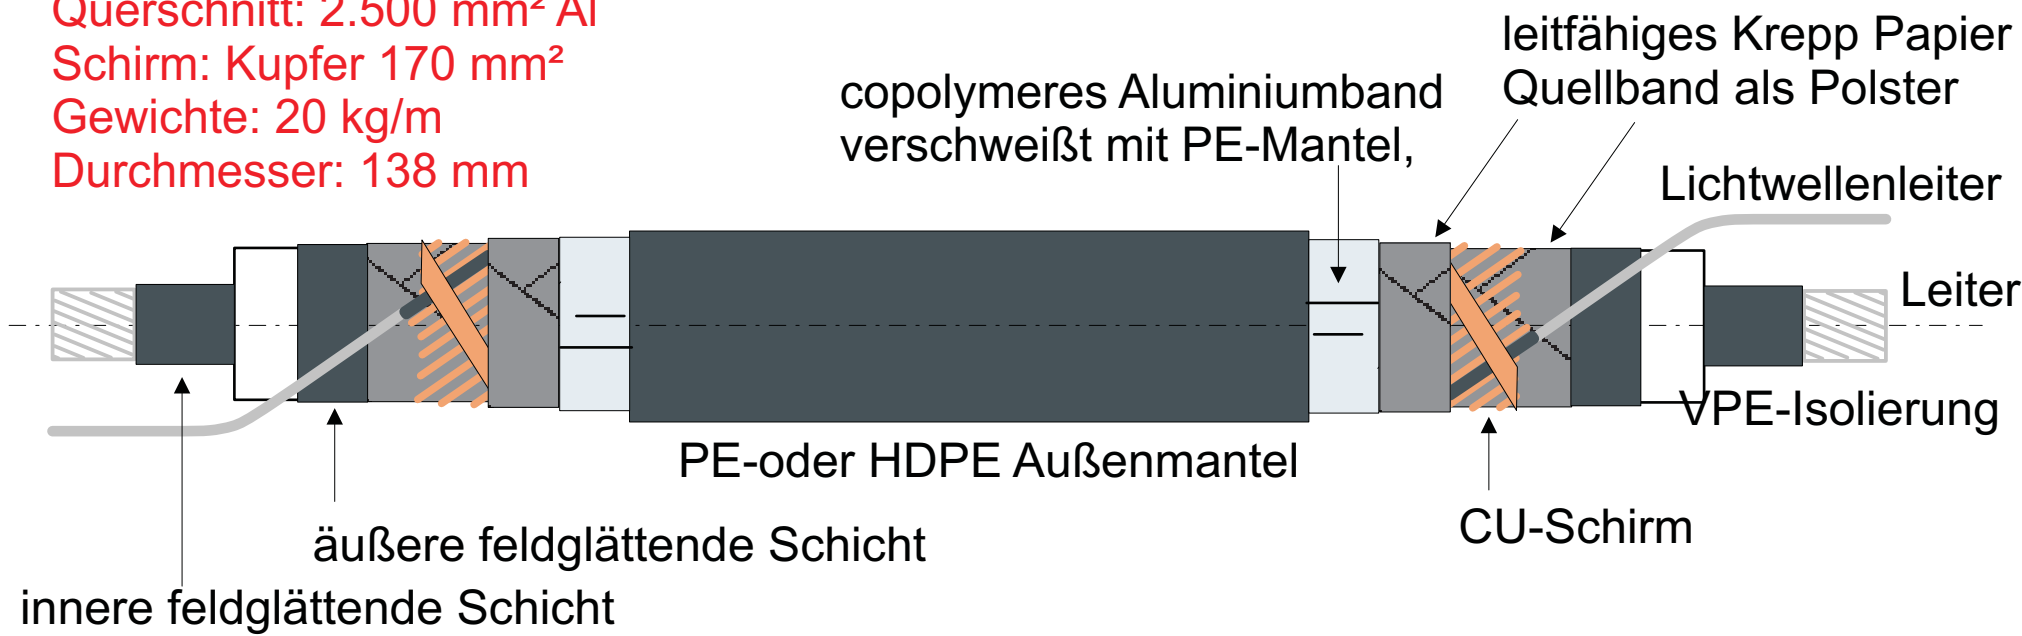 Querschnitt: 2.500 mm² Al
Schirm: Kupfer 170 mm²
Gewichte: 20 kg/m
Durchmesser: 138 mm
leitfähiges Krepp Papier
Quellband als Polster
copolymeres Aluminiumband
verschweißt mit PE-Mantel,
Lichtwellenleiter
Leiter
VPE-Isolierung
PE-oder HDPE Außenmantel
CU-Schirm
äußere feldglättende Schicht
innere feldglättende Schicht